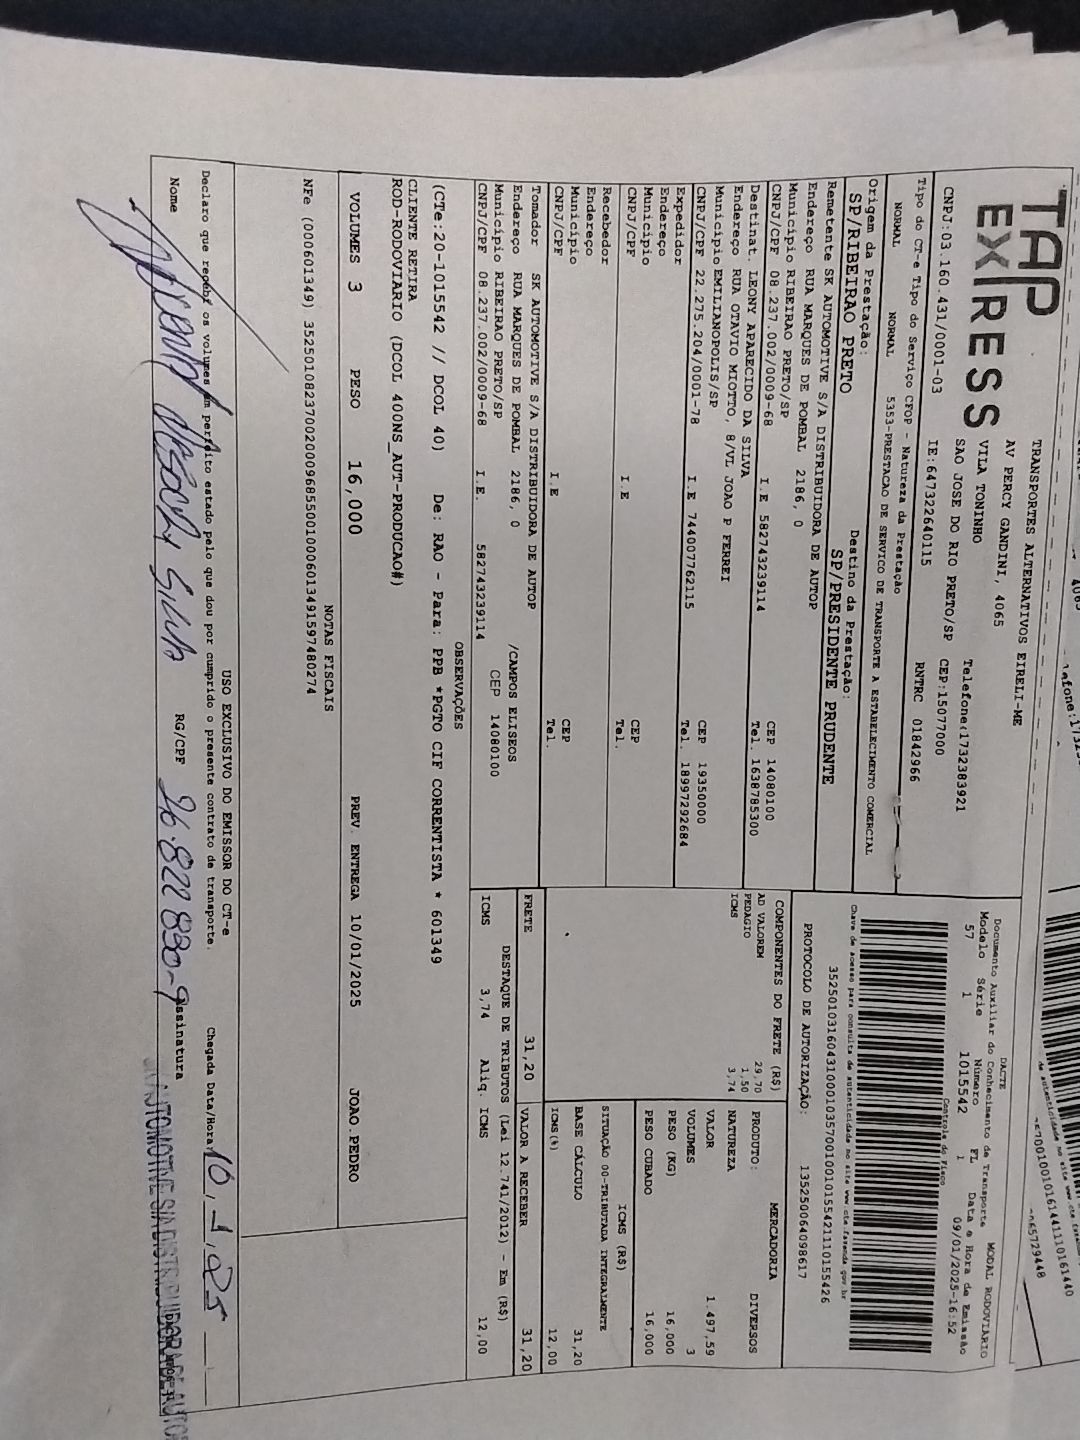 TAP
EXPRESS
TRANSPORTES ALTERNATIVOS EIRELI-ME
AV PERCY GANDINI, 4065
VILA TONINHO
SAO JOSE DO RIO PRETO/SP CEP:15077000
Telefone(1732383921
CNPJ:03.160.431/0001-03 IE:647322640115 RNTRC 01842966
Tipo do CT-e Tipo do Serviço CFOP - Natureza da Prestação
NORMAL NORMAL 5353-PRESTACAO DE SERVICO DE TRANSPORTE A ESTABELECIMENTO COMERCIAL
Origem da Prestação: Destino da Prestação:
SP/RIBEIRAO PRETO SP/PRESIDENTE PRUDENTE
DACTE
Documento Auxiliar do Conhecimento de Transporte MODAL RODOVIÁRIO
Modelo Série Número FL Data e Hora de Emissão
57 1 1015542 1 09/01/2025-16:52
Controle do Fisco
Chave de acesso para consulta de autenticidade no site www.cte.fazenda.gov.br
35250103160431000103570010010155421110155426
PROTOCOLO DE AUTORIZAÇÃO: 135250064098617
Remetente SK AUTOMOTIVE S/A DISTRIBUIDORA DE AUTOP
Endereço RUA MARQUES DE POMBAL 2186, 0
Município RIBEIRAO PRETO/SP CEP 14080100
CNPJ/CPF 08.237.002/0009-68 I.E 582743239114 Tel. 1638785300
Destinat. LEONY APARECIDO DA SILVA
Endereço RUA OTAVIO MIOTTO, 8/VL JOAO P FERREI
Município EMILIANOPOLIS/SP CEP 19350000
CNPJ/CPF 22.275.204/0001-78 I.E 744007762115 Tel. 18997292684
Expedidor
Endereço
Município CEP
CNPJ/CPF I.E Tel.
Recebedor
Endereço
Município CEP
CNPJ/CPF I.E Tel.
Tomador SK AUTOMOTIVE S/A DISTRIBUIDORA DE AUTOP
Endereço RUA MARQUES DE POMBAL 2186, 0 /CAMPOS ELISEOS
Município RIBEIRAO PRETO/SP CEP 14080100
CNPJ/CPF 08.237.002/0009-68 I.E. 582743239114
COMPONENTES DO FRETE (R$)
AD VALOREM 29,70
PEDAGIO 1,50
ICMS 3,74
FRETE 31,20
MERCADORIA
PRODUTO: DIVERSOS
NATUREZA
VALOR 1.497,59
VOLUMES 3
PESO (KG) 16,000
PESO CUBADO 16,000
ICMS (R$)
SITUAÇÃO 00-TRIBUTADA INTEGRALMENTE
BASE CÁLCULO 31,20
ICMS(%) 12,00
VALOR A RECEBER 31,20
DESTAQUE DE TRIBUTOS (Lei 12.741/2012) - Em (R$)
ICMS 3,74 Aliq. ICMS 12,00
OBSERVAÇÕES
(CTe:20-1015542 // DCOL 40) De: RAO - Para: PPB *PGTO CIF CORRENTISTA * 601349
CLIENTE RETIRA
ROD-RODOVIARIO (DCOL 400NS_AUT-PRODUCAO#)
VOLUMES 3 PESO 16,000 PREV. ENTREGA 10/01/2025 JOAO.PEDRO
NOTAS FISCAIS
NFe (000601349) 35250108237002000968550010006013491597480274
USO EXCLUSIVO DO EMISSOR DO CT-e
Declaro que recebi os volumes em perfeito estado pelo que dou por cumprido o presente contrato de transporte. Chegada Data/Hora 10, 1, 25
Nome RG/CPF Assinatura